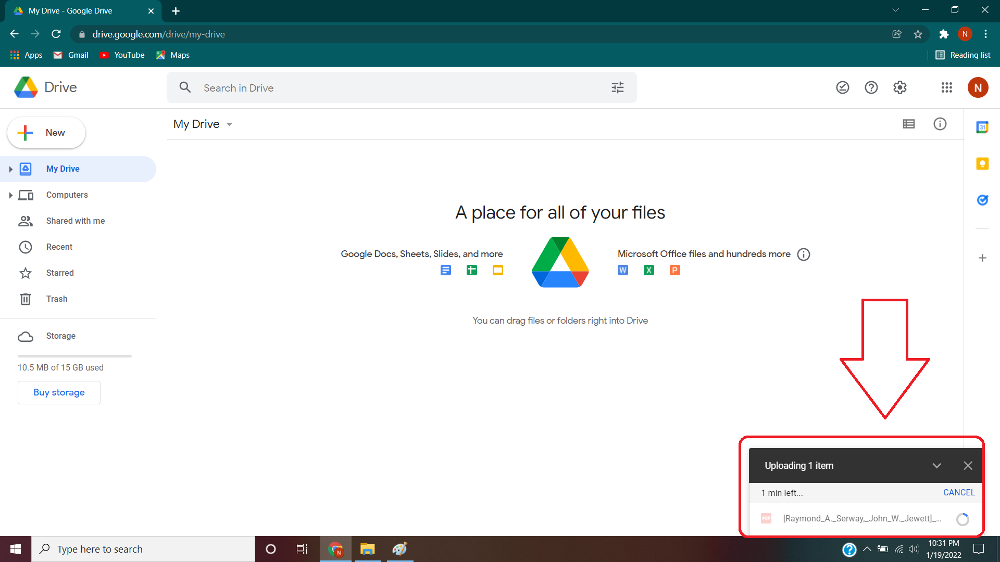 My Drive - Google Drive
drive.google.com/drive/my-drive
N
Apps
Gmail
YouTube
Maps
Reading list
Drive
Search in Drive
N
New
My Drive
31
My Drive
Computers
Shared with me
Recent
Starred
Trash
Storage
10.5 MB of 15 GB used
Buy storage
A place for all of your files
Google Docs, Sheets, Slides, and more
Microsoft Office files and hundreds more
W
X
P
You can drag files or folders right into Drive
Uploading 1 item
1 min left...
CANCEL
PDF
[Raymond_A._Serway,_John_W._Jewett]_...
Type here to search
N
10:31 PM
1/19/2022